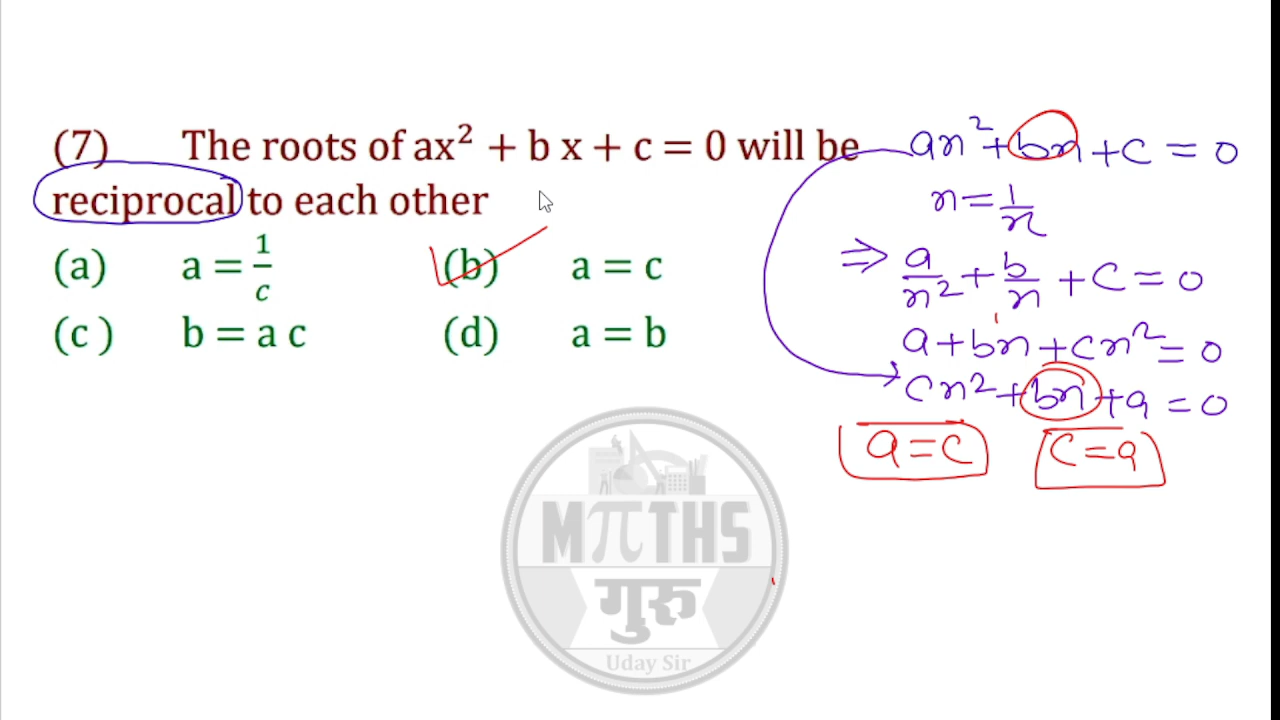 (7) The roots of ax² + b x + c = 0 will be
reciprocal to each other
(a) a = 1/c (b) a = c
(c ) b = a c (d) a = b
ax² + bx + c = 0
x = 1/x
⇒ a/x² + b/x + c = 0
a + bx + cx² = 0
cx² + bx + a = 0
a = c c = a
MπTHS
गुरु
Uday Sir